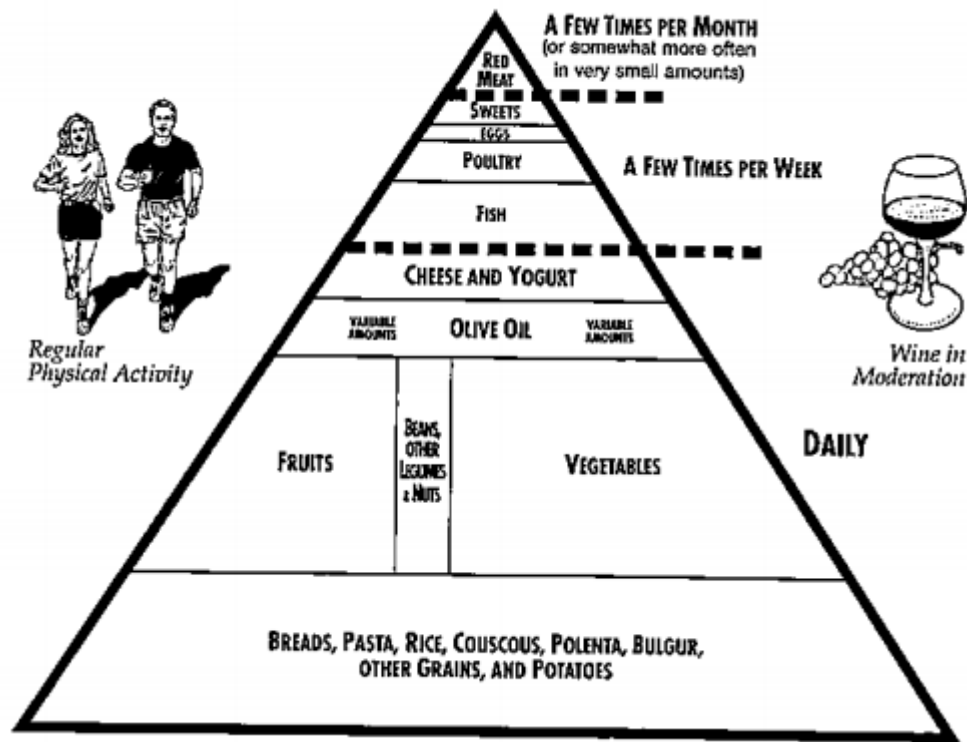 A FEW TIMES PER MONTH
(or somewhat more often
in very small amounts)
RED
MEAT
SWEETS
EGGS
POULTRY
A FEW TIMES PER WEEK
FISH
CHEESE AND YOGURT
VARIABLE
AMOUNTS
OLIVE OIL
VARIABLE
AMOUNTS
Regular
Physical Activity
Wine in
Moderation
FRUITS
BEANS,
OTHER
LEGUMES
& NUTS
VEGETABLES
DAILY
BREADS, PASTA, RICE, COUSCOUS, POLENTA, BULGUR,
OTHER GRAINS, AND POTATOES